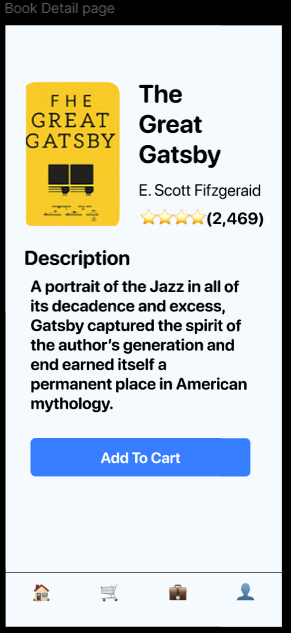 Book Detail page
FHE
GREAT
GATSBY
The
Great
Gatsby
E. Scott Fifzgeraid
(2,469)
Description
A portrait of the Jazz in all of
its decadence and excess,
Gatsby captured the spirit of
the author's generation and
end earned itself a
permanent place in American
mythology.
Add To Cart